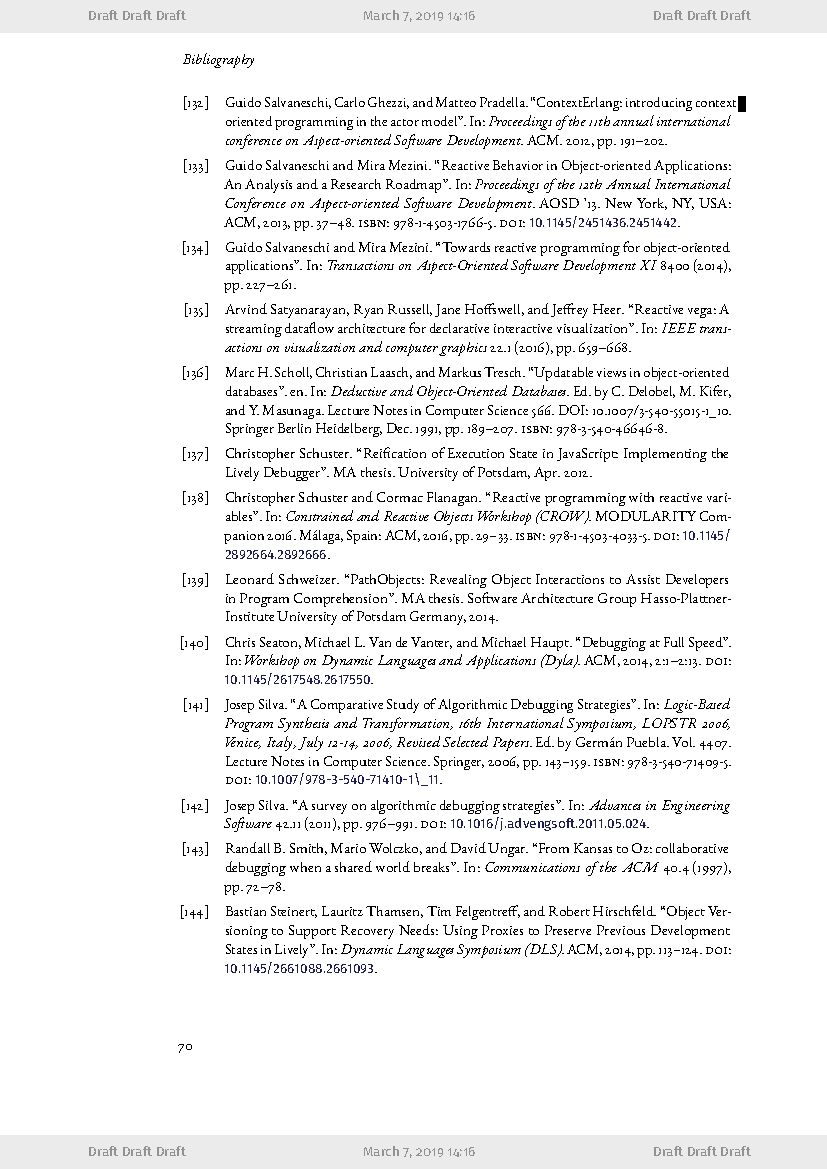 Draft Draft Draft March 7, 2019 14:16 Draft Draft Draft
Bibliography
[132] Guido Salvaneschi, Carlo Ghezzi, and Matteo Pradella. “ContextErlang: introducing context
oriented programming in the actor model”. In: Proceedings of the 11th annual international
conference on Aspect-oriented Software Development. ACM. 2012, pp. 191–202.
[133] Guido Salvaneschi and Mira Mezini. “Reactive Behavior in Object-oriented Applications:
An Analysis and a Research Roadmap”. In: Proceedings of the 12th Annual International
Conference on Aspect-oriented Software Development. AOSD ’13. New York, NY, USA:
ACM, 2013, pp. 37–48. ISBN: 978-1-4503-1766-5. DOI: 10.1145/2451436.2451442.
[134] Guido Salvaneschi and Mira Mezini. “Towards reactive programming for object-oriented
applications”. In: Transactions on Aspect-Oriented Software Development XI 8400 (2014),
pp. 227–261.
[135] Arvind Satyanarayan, Ryan Russell, Jane Hoffswell, and Jeffrey Heer. “Reactive vega: A
streaming dataflow architecture for declarative interactive visualization”. In: IEEE trans-
actions on visualization and computer graphics 22.1 (2016), pp. 659–668.
[136] Marc H. Scholl, Christian Laasch, and Markus Tresch. “Updatable views in object-oriented
databases”. en. In: Deductive and Object-Oriented Databases. Ed. by C. Delobel, M. Kifer,
and Y. Masunaga. Lecture Notes in Computer Science 566. DOI: 10.1007/3-540-55015-1_10.
Springer Berlin Heidelberg, Dec. 1991, pp. 189–207. ISBN: 978-3-540-46646-8.
[137] Christopher Schuster. “Reification of Execution State in JavaScript: Implementing the
Lively Debugger”. MA thesis. University of Potsdam, Apr. 2012.
[138] Christopher Schuster and Cormac Flanagan. “Reactive programming with reactive vari-
ables”. In: Constrained and Reactive Objects Workshop (CROW). MODULARITY Com-
panion 2016. Málaga, Spain: ACM, 2016, pp. 29–33. ISBN: 978-1-4503-4033-5. DOI: 10.1145/
2892664.2892666.
[139] Leonard Schweizer. “PathObjects: Revealing Object Interactions to Assist Developers
in Program Comprehension”. MA thesis. Software Architecture Group Hasso-Plattner-
Institute University of Potsdam Germany, 2014.
[140] Chris Seaton, Michael L. Van de Vanter, and Michael Haupt. “Debugging at Full Speed”.
In: Workshop on Dynamic Languages and Applications (Dyla). ACM, 2014, 2:1–2:13. DOI:
10.1145/2617548.2617550.
[141] Josep Silva. “A Comparative Study of Algorithmic Debugging Strategies”. In: Logic-Based
Program Synthesis and Transformation, 16th International Symposium, LOPSTR 2006,
Venice, Italy, July 12-14, 2006, Revised Selected Papers. Ed. by Germán Puebla. Vol. 4407.
Lecture Notes in Computer Science. Springer, 2006, pp. 143–159. ISBN: 978-3-540-71409-5.
DOI: 10.1007/978-3-540-71410-1\_11.
[142] Josep Silva. “A survey on algorithmic debugging strategies”. In: Advances in Engineering
Software 42.11 (2011), pp. 976–991. DOI: 10.1016/j.advengsoft.2011.05.024.
[143] Randall B. Smith, Mario Wolczko, and David Ungar. “From Kansas to Oz: collaborative
debugging when a shared world breaks”. In: Communications of the ACM 40.4 (1997),
pp. 72–78.
[144] Bastian Steinert, Lauritz Thamsen, Tim Felgentreff, and Robert Hirschfeld. “Object Ver-
sioning to Support Recovery Needs: Using Proxies to Preserve Previous Development
States in Lively”. In: Dynamic Languages Symposium (DLS). ACM, 2014, pp. 113–124. DOI:
10.1145/2661088.2661093.
70
Draft Draft Draft March 7, 2019 14:16 Draft Draft Draft